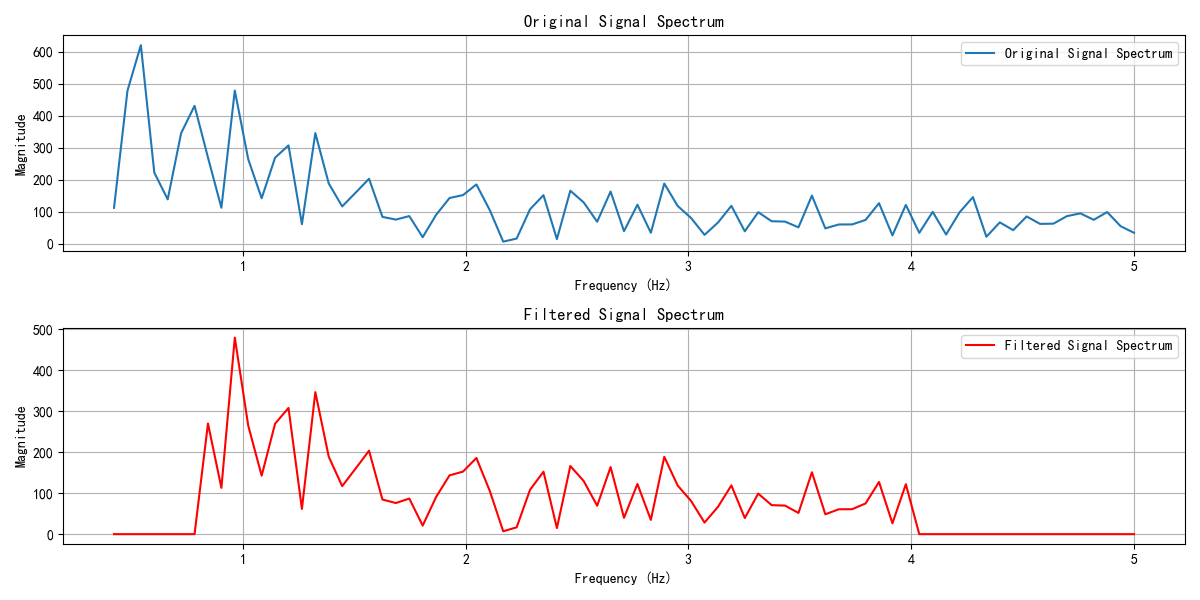 Original Signal Spectrum
600
500
400
300
200
100
0
Magnitude
Original Signal Spectrum
1
2
3
4
5
Frequency (Hz)
Filtered Signal Spectrum
500
400
300
200
100
0
Magnitude
Filtered Signal Spectrum
1
2
3
4
5
Frequency (Hz)